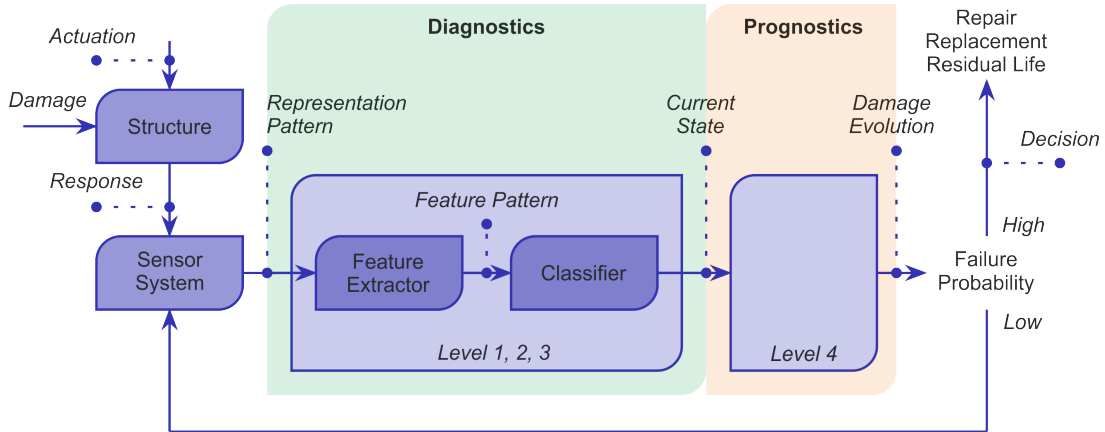 Diagnostics
Prognostics
Repair
Replacement
Residual Life
Actuation
Damage
Structure
Representation
Pattern
Current
State
Damage
Evolution
Decision
Response
Feature Pattern
High
Sensor
System
Feature
Extractor
Classifier
Failure
Probability
Low
Level 1, 2, 3
Level 4